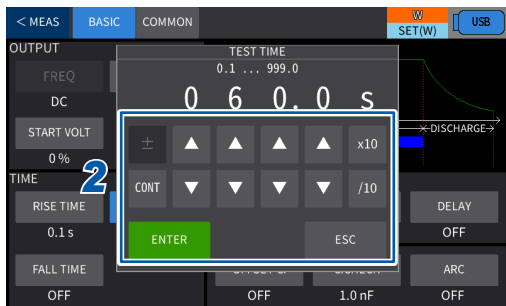 < MEAS BASIC COMMON W SET(W) USB
OUTPUT
TEST TIME
0.1 ... 999.0
FREQ
DC
0 6 0. 0 s
START VOLT
0 %
± x10
DISCHARGE
2
TIME
CONT /10
RISE TIME
0.1 s
DELAY
OFF
ENTER ESC
FALL TIME
OFF
OFF
1.0 nF
ARC
OFF